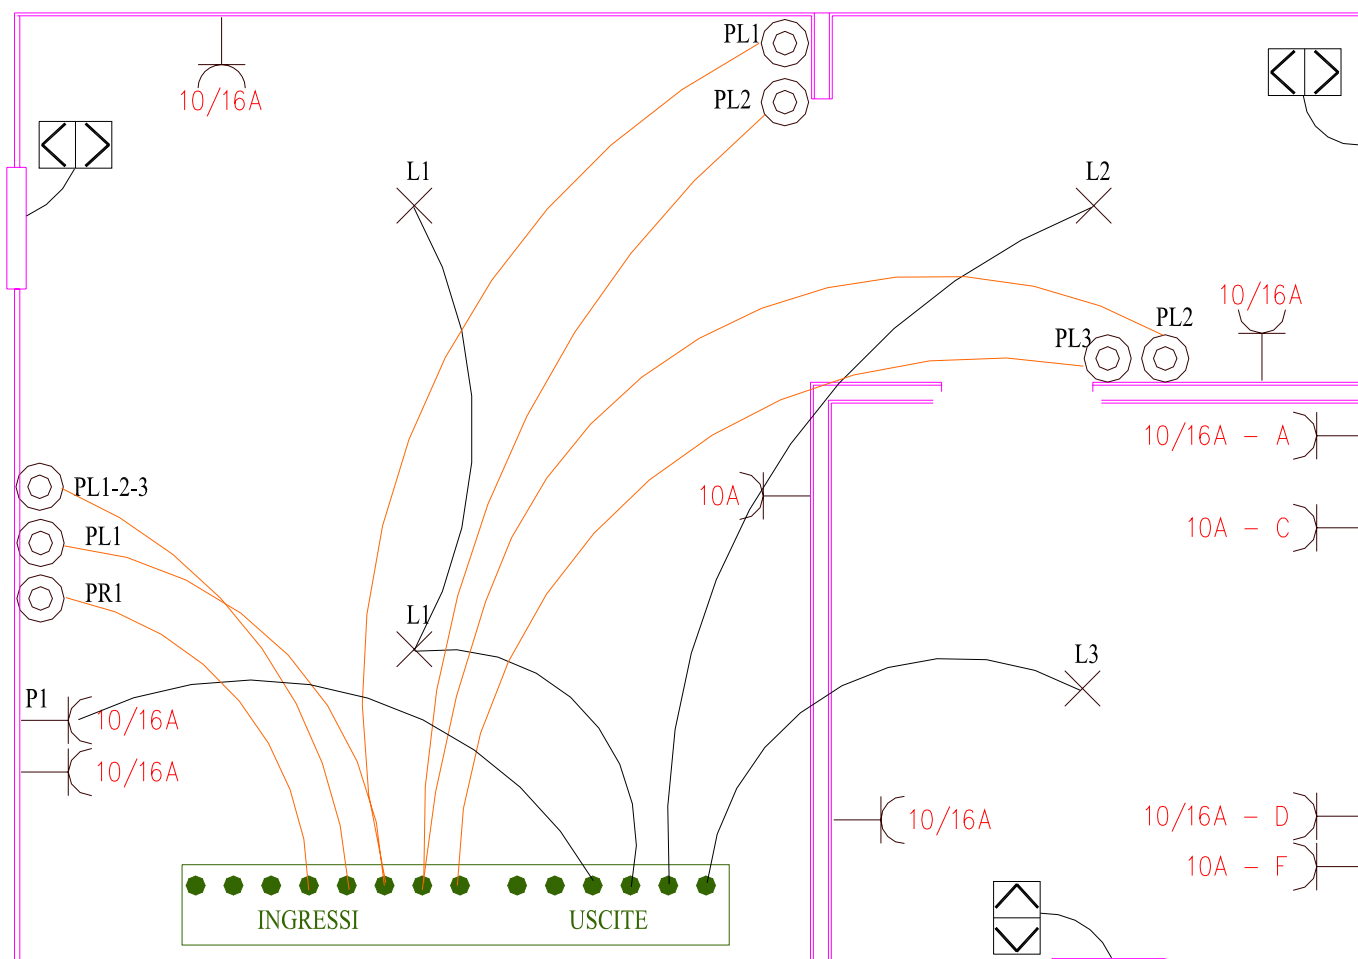 PL1
PL2
10/16A
L1
L2
10/16A
PL2
PL3
10/16A - A
PL1-2-3
10A
10A - C
PL1
PR1
L1
L3
P1
10/16A
10/16A
10/16A
10/16A - D
10A - F
INGRESSI
USCITE